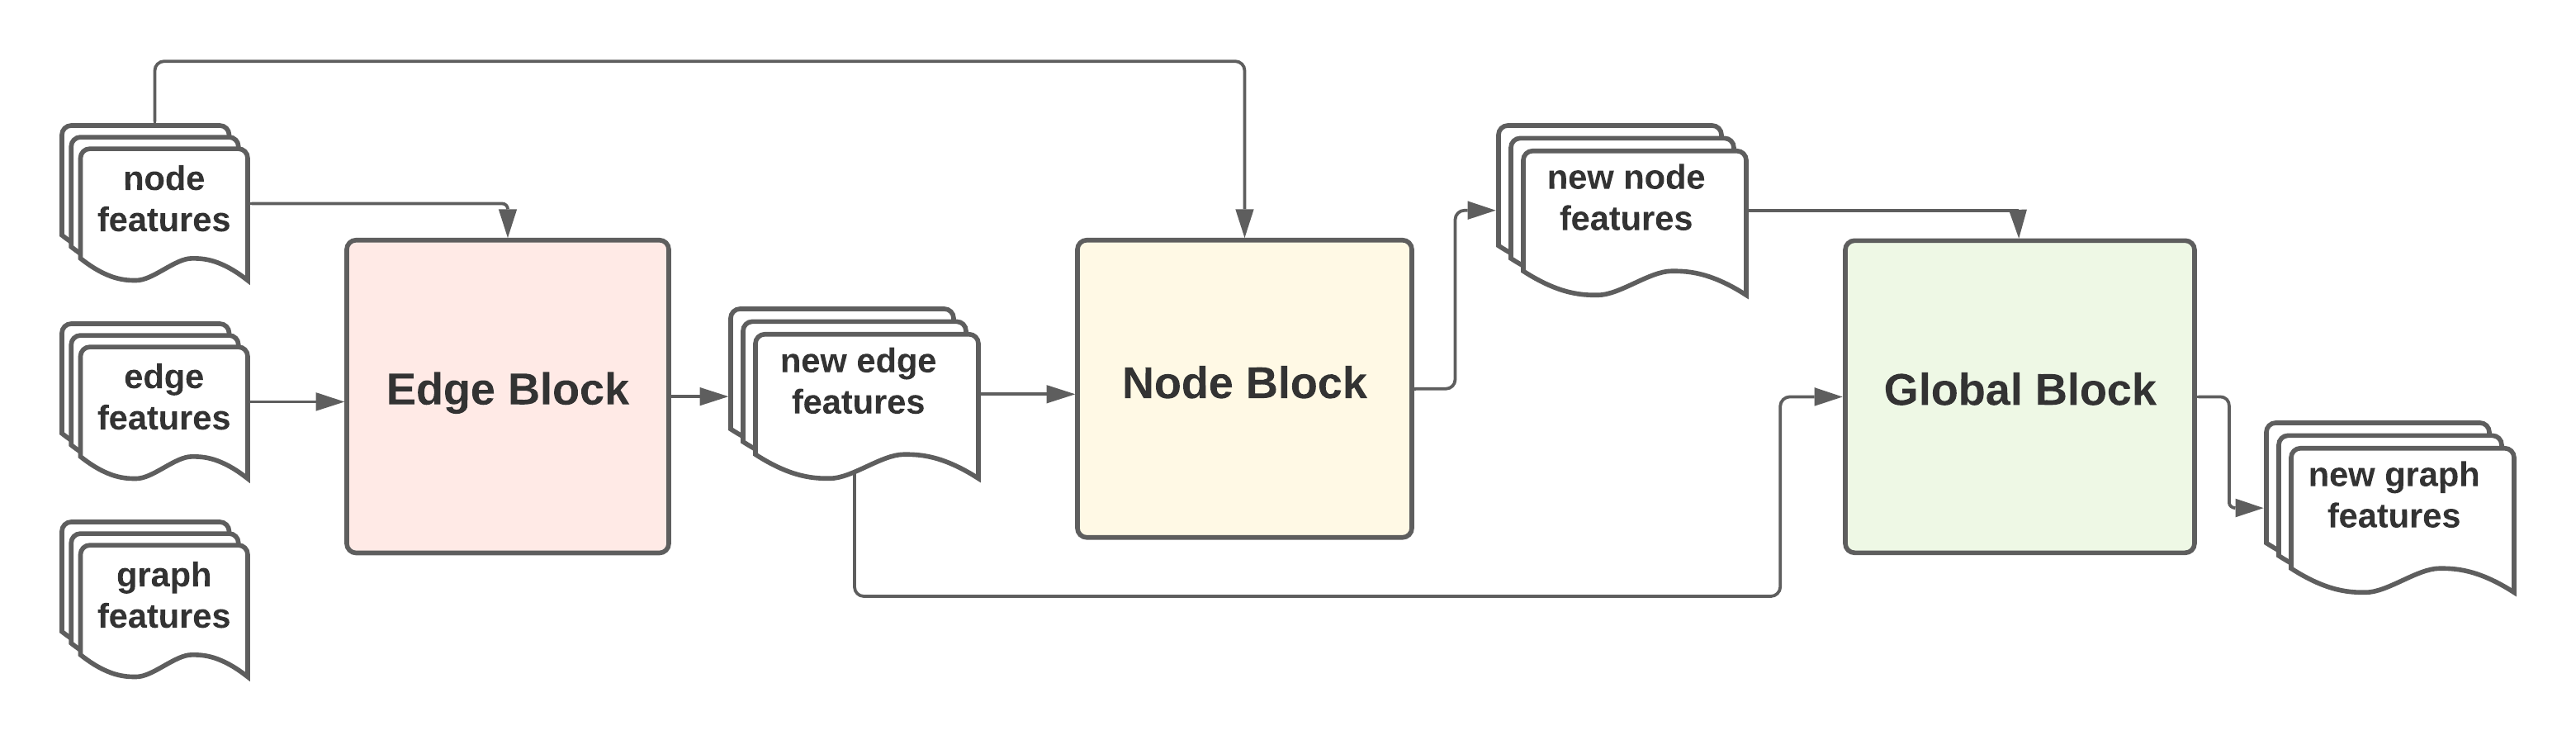 node
features
edge
features
graph
features
Edge Block
new edge
features
Node Block
new node
features
Global Block
new graph
features